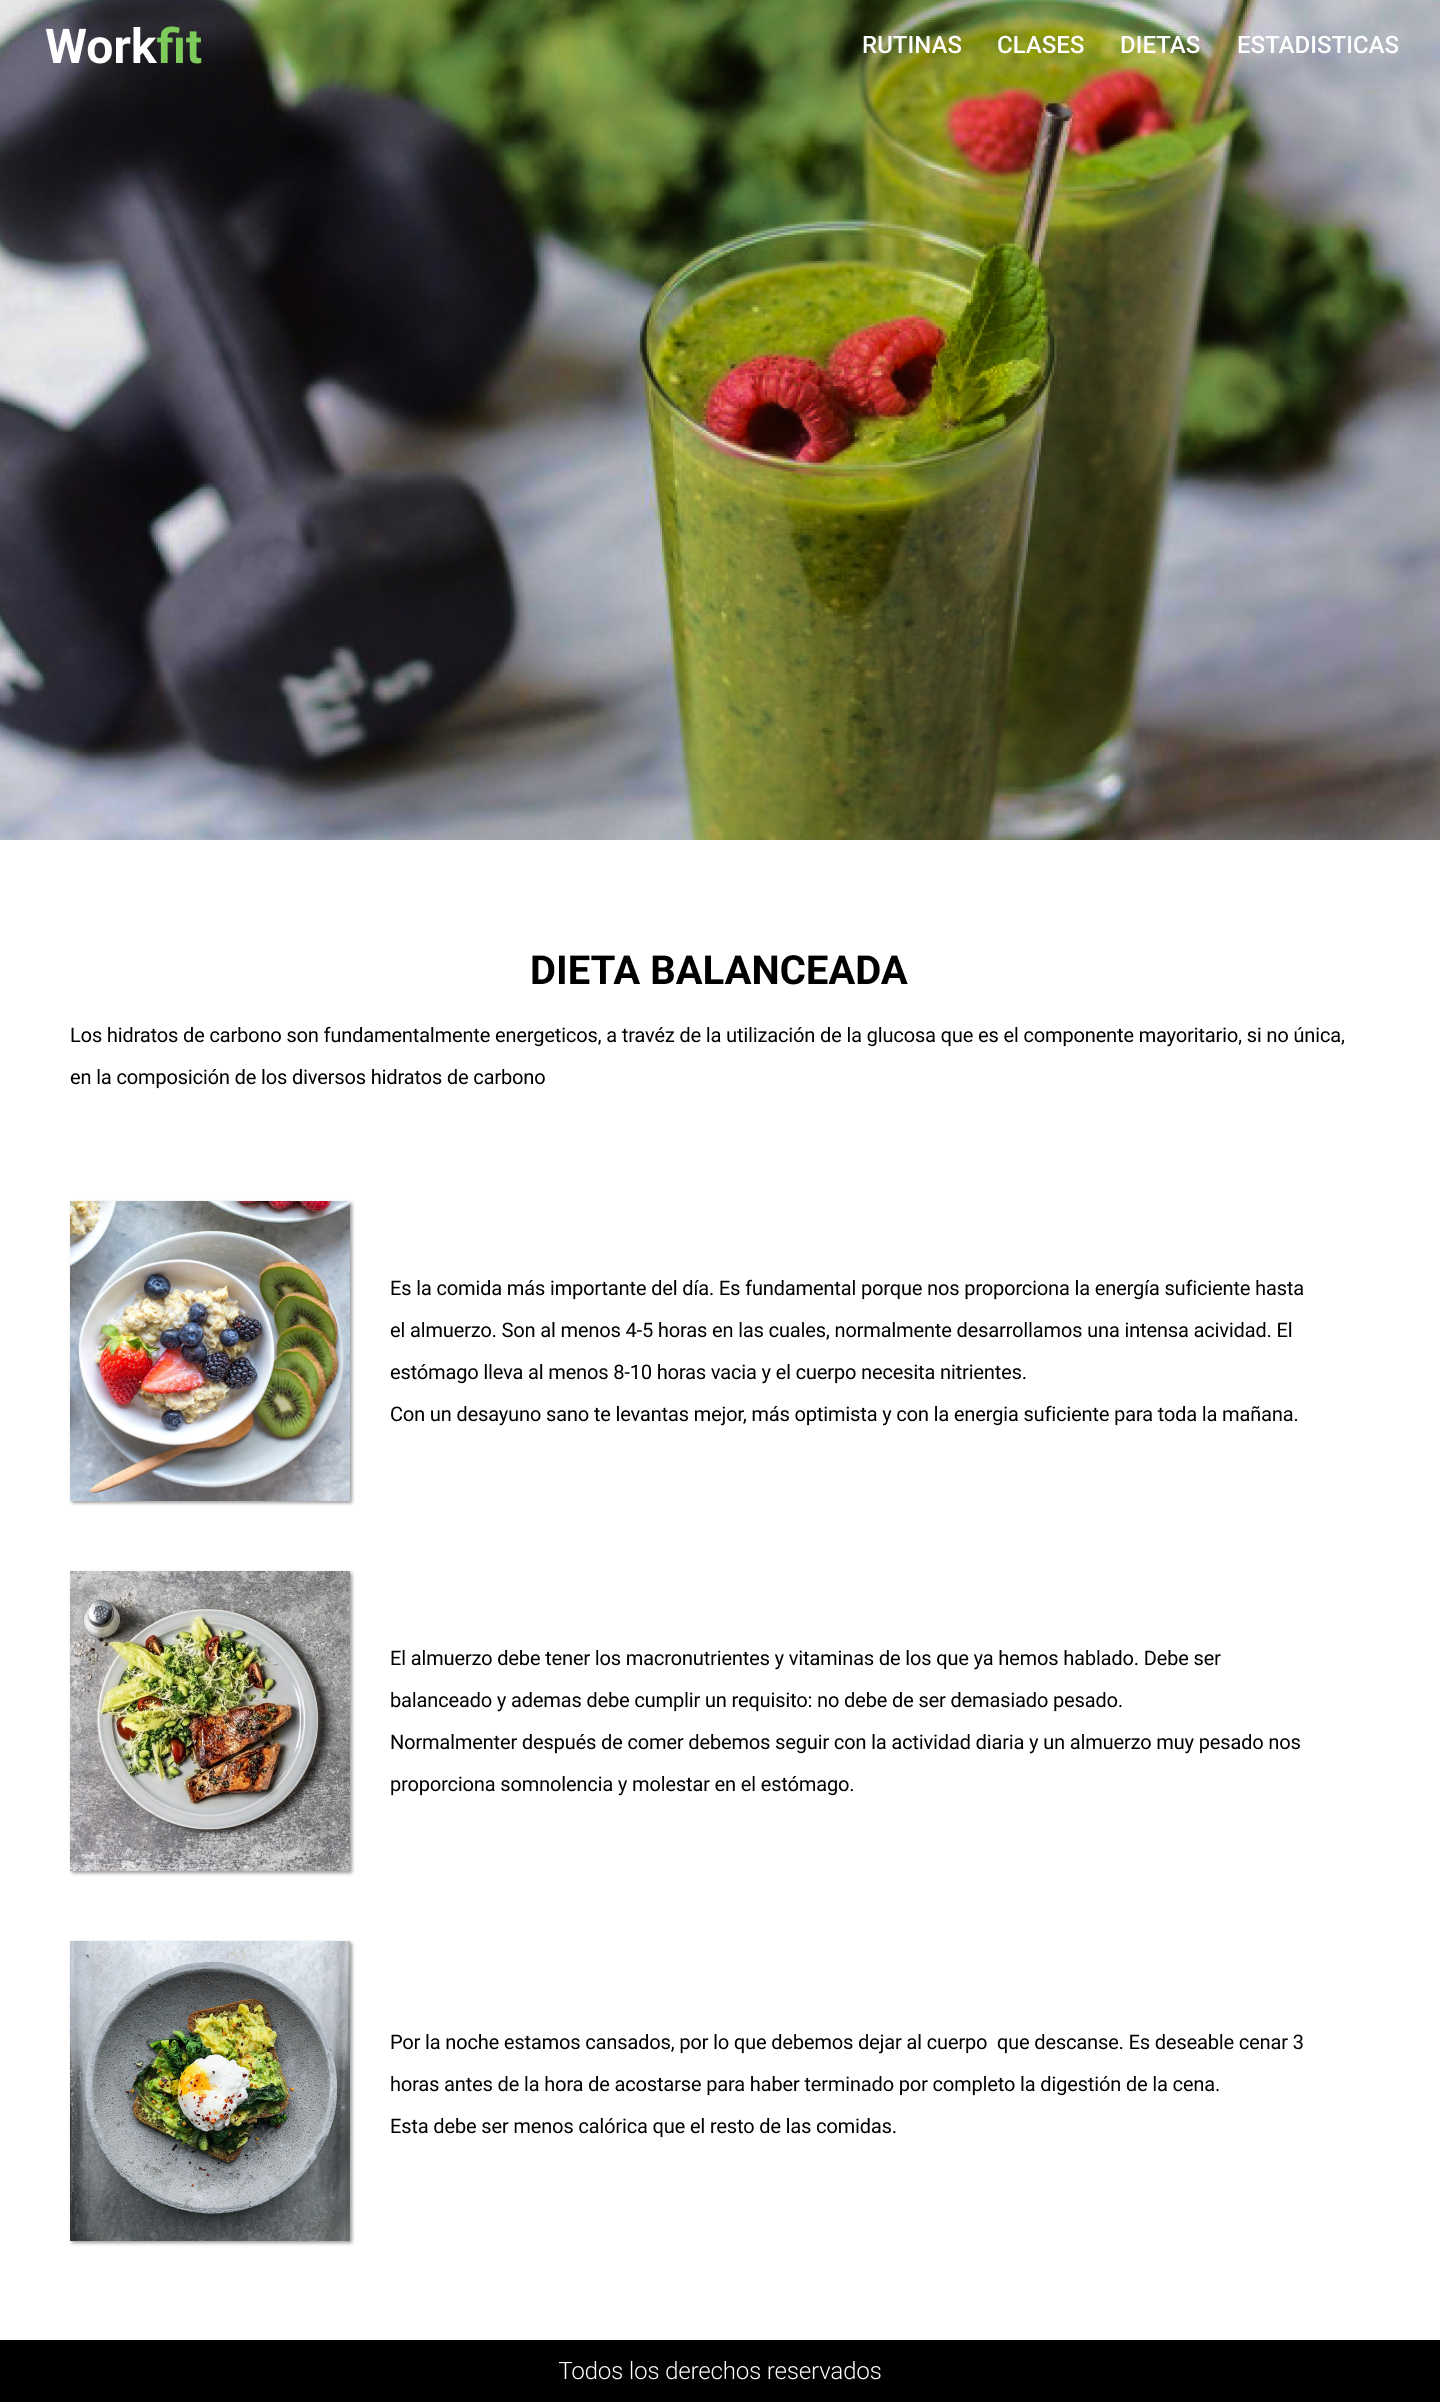 Workfit
RUTINAS CLASES DIETAS ESTADISTICAS
DIETA BALANCEADA
Los hidratos de carbono son fundamentalmente energeticos, a travéz de la utilización de la glucosa que es el componente mayoritario, si no única,
en la composición de los diversos hidratos de carbono
Es la comida más importante del día. Es fundamental porque nos proporciona la energía suficiente hasta
el almuerzo. Son al menos 4-5 horas en las cuales, normalmente desarrollamos una intensa acividad. El
estómago lleva al menos 8-10 horas vacia y el cuerpo necesita nitrientes.
Con un desayuno sano te levantas mejor, más optimista y con la energia suficiente para toda la mañana.
El almuerzo debe tener los macronutrientes y vitaminas de los que ya hemos hablado. Debe ser
balanceado y ademas debe cumplir un requisito: no debe de ser demasiado pesado.
Normalmenter después de comer debemos seguir con la actividad diaria y un almuerzo muy pesado nos
proporciona somnolencia y molestar en el estómago.
Por la noche estamos cansados, por lo que debemos dejar al cuerpo  que descanse. Es deseable cenar 3
horas antes de la hora de acostarse para haber terminado por completo la digestión de la cena.
Esta debe ser menos calórica que el resto de las comidas.
Todos los derechos reservados